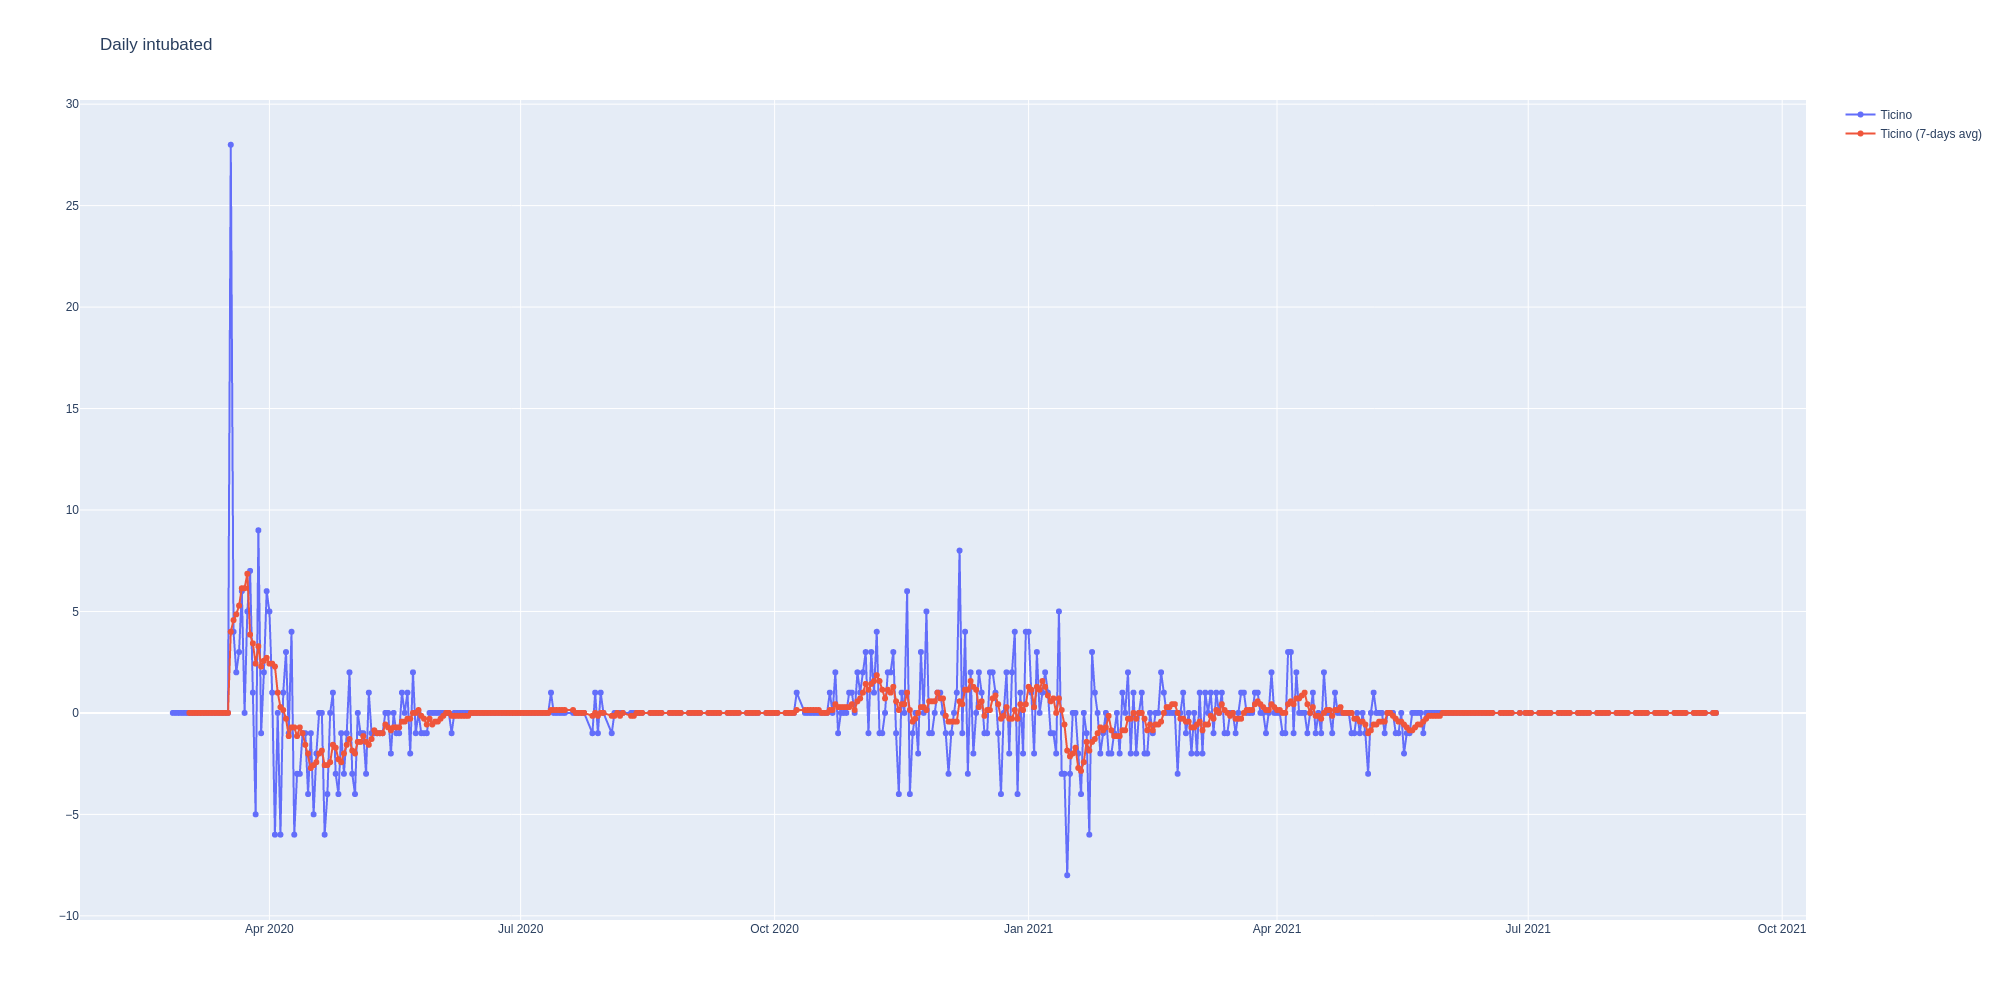 Daily intubated
Ticino
Ticino (7-days avg)
30
25
20
15
10
5
0
−5
−10
Apr 2020
Jul 2020
Oct 2020
Jan 2021
Apr 2021
Jul 2021
Oct 2021